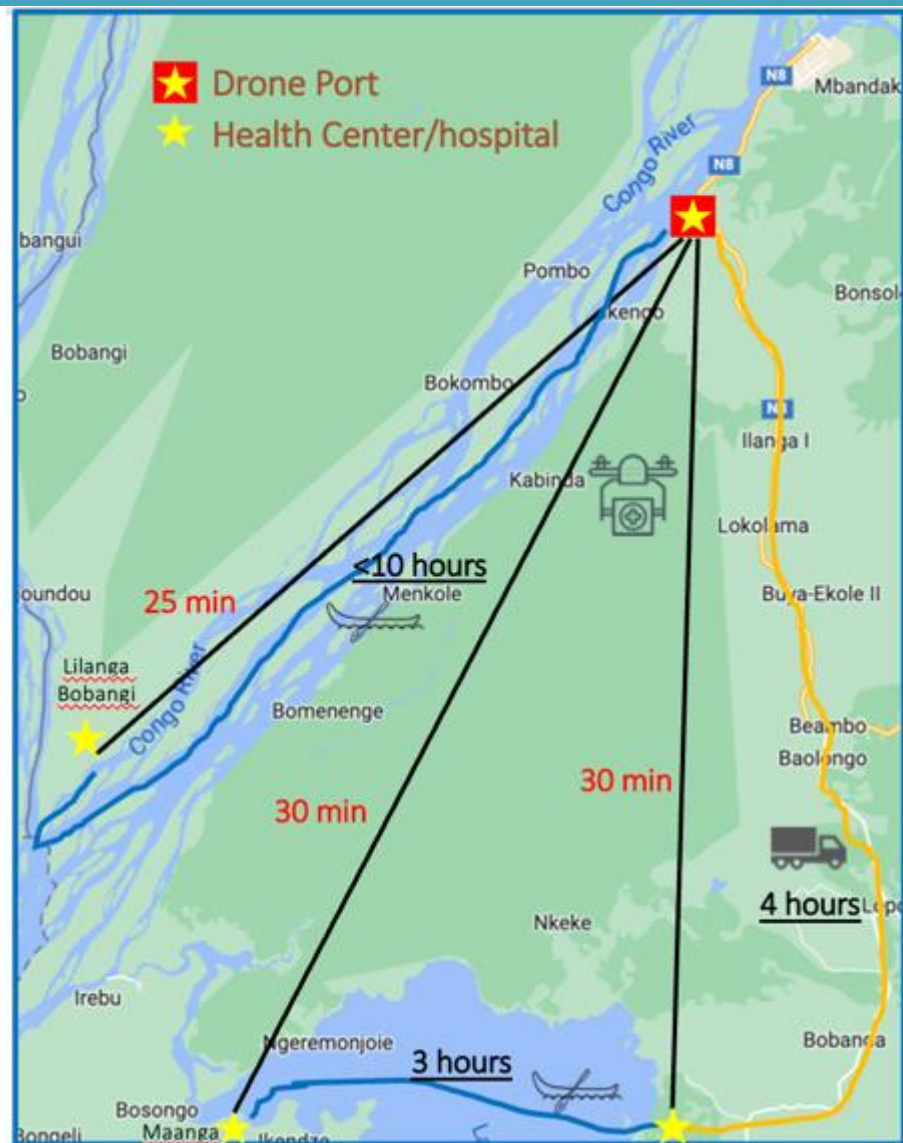 Drone Port
Health Center/hospital
N8
Mbandak
N8
Congo River
bangui
Pombo
Ikengo
Bonsol
Bobangi
Bokombo
Ilanga I
Kabinda
Lokolama
<10 hours
oundou
25 min
Menkole
Buya-Ekole II
Lilanga
Bobangi
Congo River
Bomenenge
Beambo
Baolongo
30 min
30 min
4 hours
Nkeke
Irebu
Ngeremonjoie
Bobanga
3 hours
Bosongo
Maanga
Bongeli